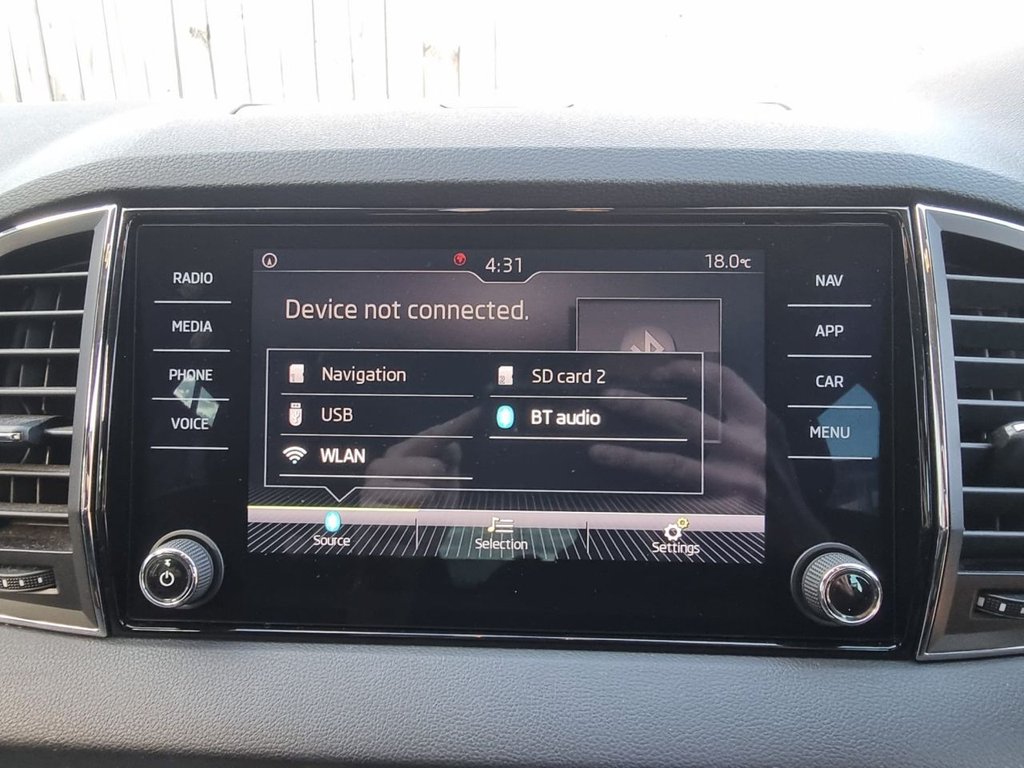 4:31
18.0°C
Device not connected.
RADIO
MEDIA
PHONE
VOICE
Navigation
SD card 2
USB
BT audio
WLAN
Source
Selection
Settings
NAV
APP
CAR
MENU